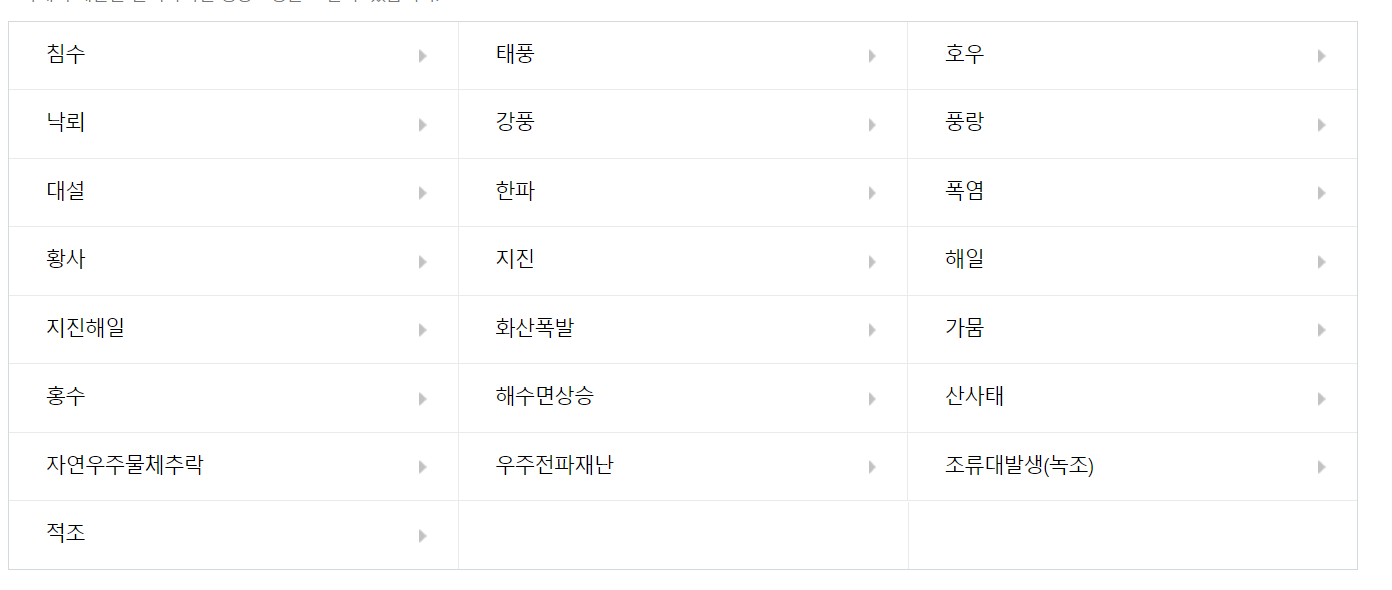 침수
태풍
호우
낙뢰
강풍
풍랑
대설
한파
폭염
황사
지진
해일
지진해일
화산폭발
가뭄
홍수
해수면상승
산사태
자연우주물체추락
우주전파재난
조류대발생(녹조)
적조